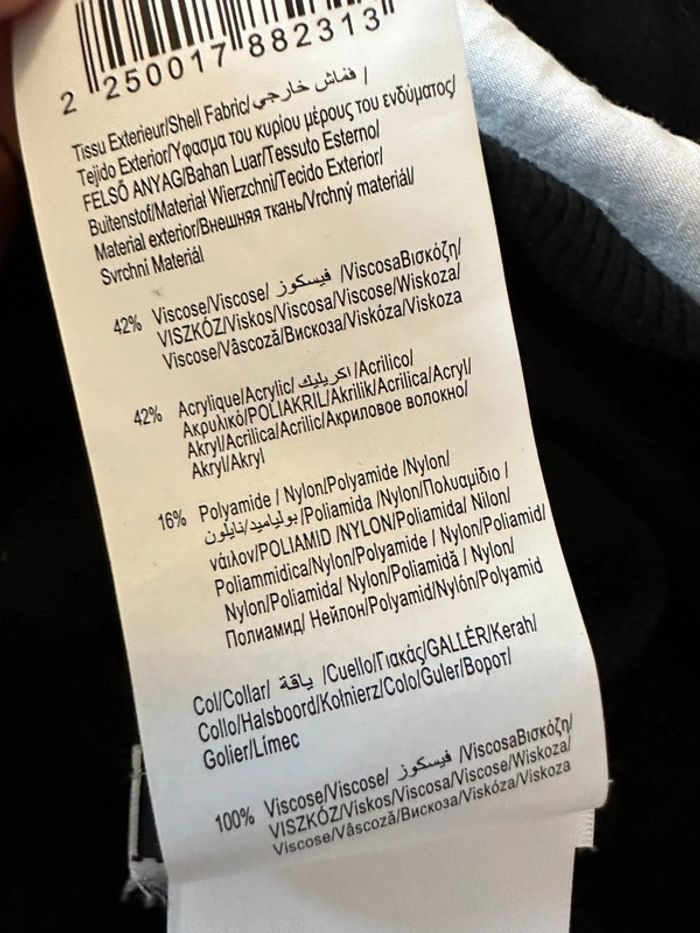 2 250017 882313
Tissu Exterieur/Shell Fabric/ قماش خارجي /
Tejido Exterior/Υφασμα του κυρίου μέρους του ενδύματος/
FELSŐ ANYAG/Bahan Luar/Tessuto Esterno/
Buitenstof/Materiał Wierzchni/Tecido Exterior/
Material exterior/Внешняя ткань/Vrchný materiál/
Svrchni Materiál
42% Viscose/Viscose/ فيسكوز /ViscosaΒισκόζη/
VISZKÓZ/Viskos/Viscosa/Viscose/Wiskoza/
Viscose/Vâscoză/Вискоза/Viskóza/Viskoza
42% Acrylique/Acrylic/ اكريليك /Acrilico/
Ακρυλικό/POLIAKRIL/Akrilik/Acrilica/Acryl/
Akryl/Acrilica/Acrilic/Акриловое волокно/
Akryl/Akryl
16% Polyamide / Nylon/Polyamide /Nylon/
بولياميد/نايلون /Poliamida /Nylon/Πολυαμίδιο /
νάιλον/POLIAMID /NYLON/Poliamida/ Nilon/
Poliammidica/Nylon/Polyamide / Nylon/Poliamid/
Nylon/Poliamida/ Nylon/Poliamidă / Nylon/
Полиамид/ Нейлон/Polyamid/Nylón/Polyamid
Col/Collar/ ياقة /Cuello/Γιακάς/GALLÉR/Kerah/
Collo/Halsboord/Kołnierz/Colo/Guler/Ворот/
Golier/Límec
100% Viscose/Viscose/ فيسكوز /ViscosaΒισκόζη/
VISZKÓZ/Viskos/Viscosa/Viscose/Wiskoza/
Viscose/Vâscoză/Вискоза/Viskóza/Viskoza